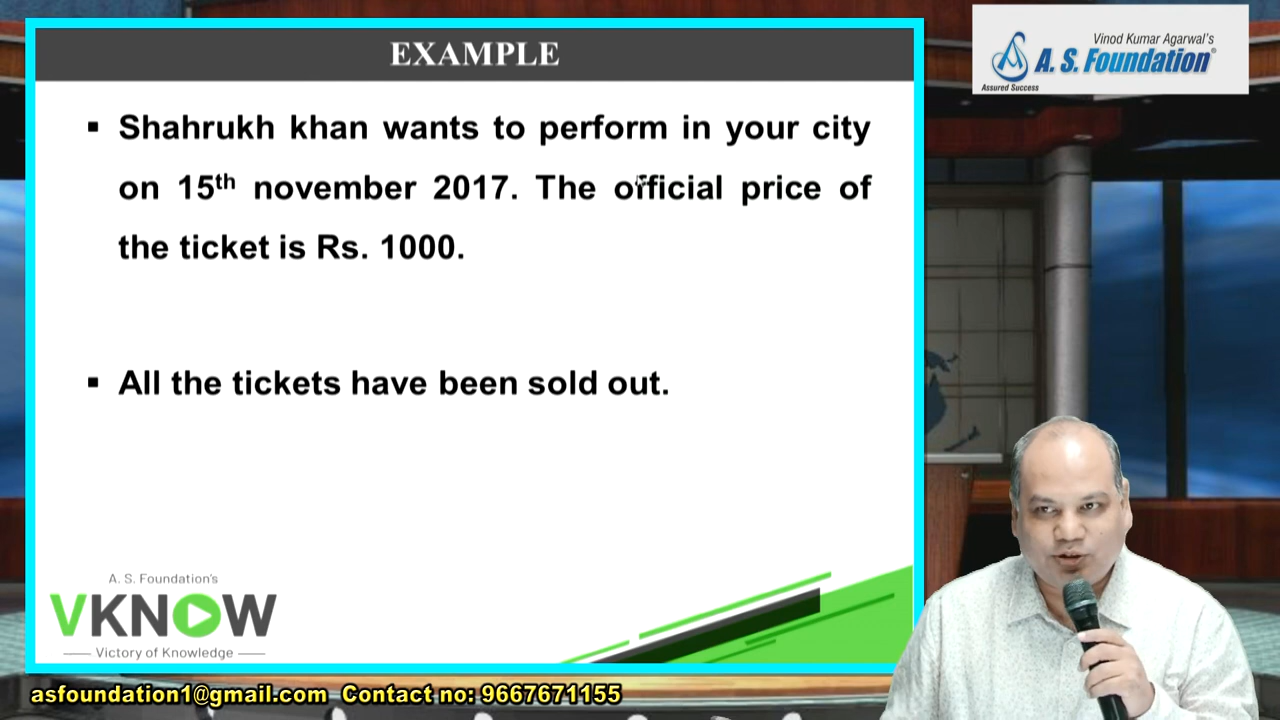 EXAMPLE
Vinod Kumar Agarwal's
A. S. Foundation®
Assured Success
▪ Shahrukh khan wants to perform in your city
on 15th november 2017. The official price of
the ticket is Rs. 1000.
▪ All the tickets have been sold out.
A. S. Foundation's
VKNOW
Victory of Knowledge
asfoundation1@gmail.com Contact no: 9667671155